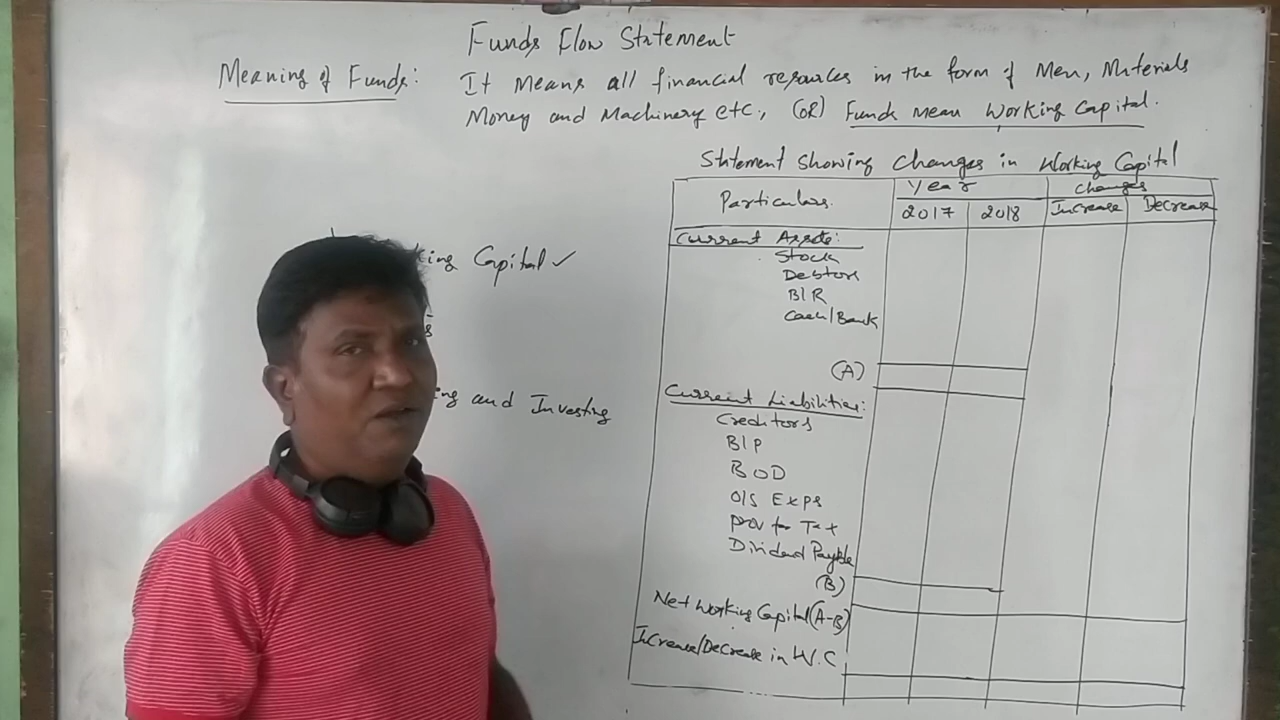 Funds Flow Statement
Meaning of Funds: It Means all financial resources in the form of Men, Materials
Money and Machinery etc, (OR) Funds mean Working Capital.
Capital ✓
and Investing
Statement Showing Changes in Working Capital
Particulars Year Changes
2017 2018 Increase Decrease
Current Assets:
Stock
Debtors
B/R
Cash/Bank
(A)
Current Liabilities:
Creditors
B/P
BOD
O/S Exps
Prov for Tax
Dividend Payble
(B)
Net Working Capital (A-B)
Increase/Decrease in W.C